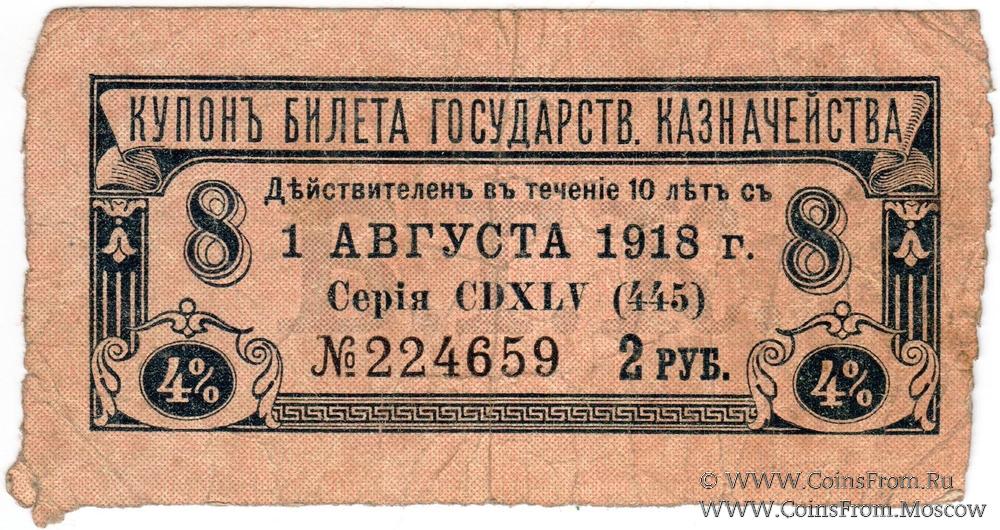 КУПОНЪ БИЛЕТА ГОСУДАРСТВ. КАЗНАЧЕЙСТВА
Дѣйствителенъ въ теченіе 10 лѣтъ съ
8 1 АВГУСТА 1918 г. 8
Серія CDXLV (445)
№224659 2 РУБ.
4% 4%
© WWW.CoinsFrom.Ru
WWW.CoinsFrom.Moscow